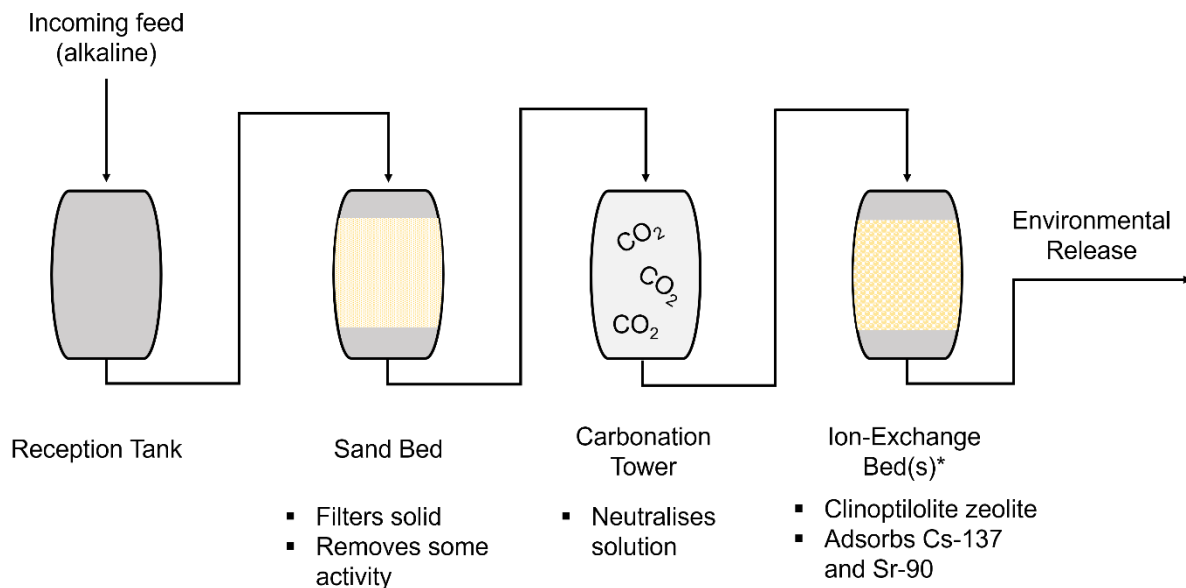 Incoming feed
(alkaline)
CO2
CO2
CO2
Environmental
Release
Reception Tank
Sand Bed
▪ Filters solid
▪ Removes some
activity
Carbonation
Tower
▪ Neutralises
solution
Ion-Exchange
Bed(s)*
▪ Clinoptilolite zeolite
▪ Adsorbs Cs-137
and Sr-90